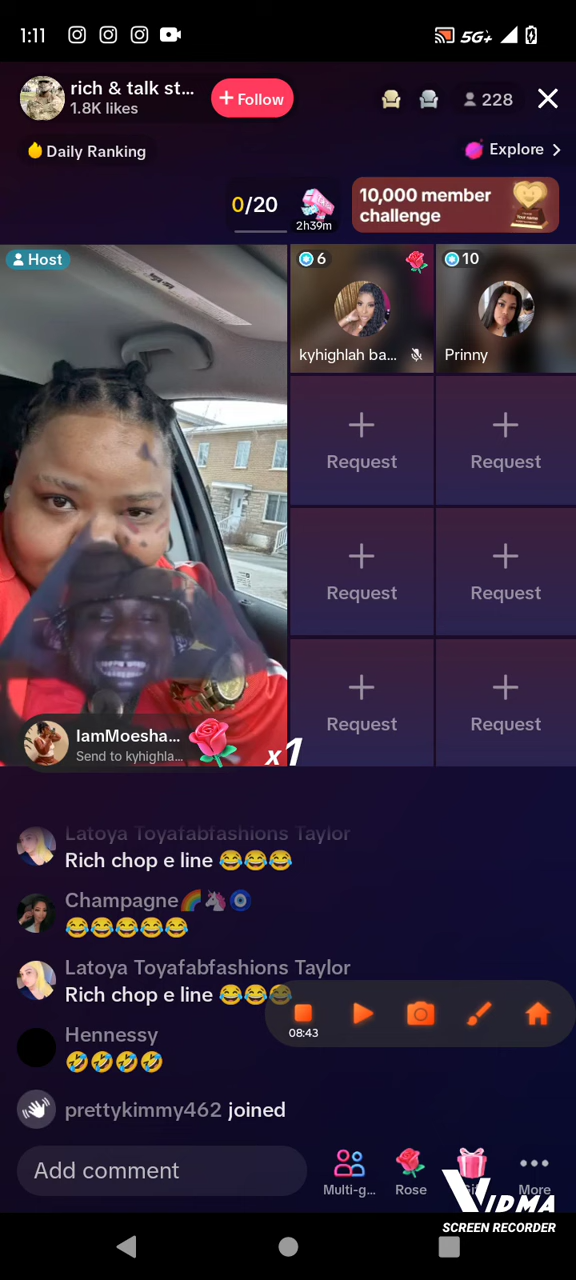 1:11
5G+
rich & talk st...
1.8K likes
+ Follow
228
Daily Ranking
Explore
0/20
2h39m
10,000 member
challenge
Host
6
10
kyhighlah ba...
Prinny
Request
Request
Request
Request
Request
Request
IamMoesha...
Send to kyhighla...
x1
Latoya Toyafabfashions Taylor
Rich chop e line 😂😂😂
Champagne🌈🦄🧿
😂😂😂😂😂
Latoya Toyafabfashions Taylor
Rich chop e line 😂😂😂
08:43
Hennessy
🤣🤣🤣🤣
prettykimmy462 joined
Add comment
Multi-g...
Rose
More
VIDMA
SCREEN RECORDER